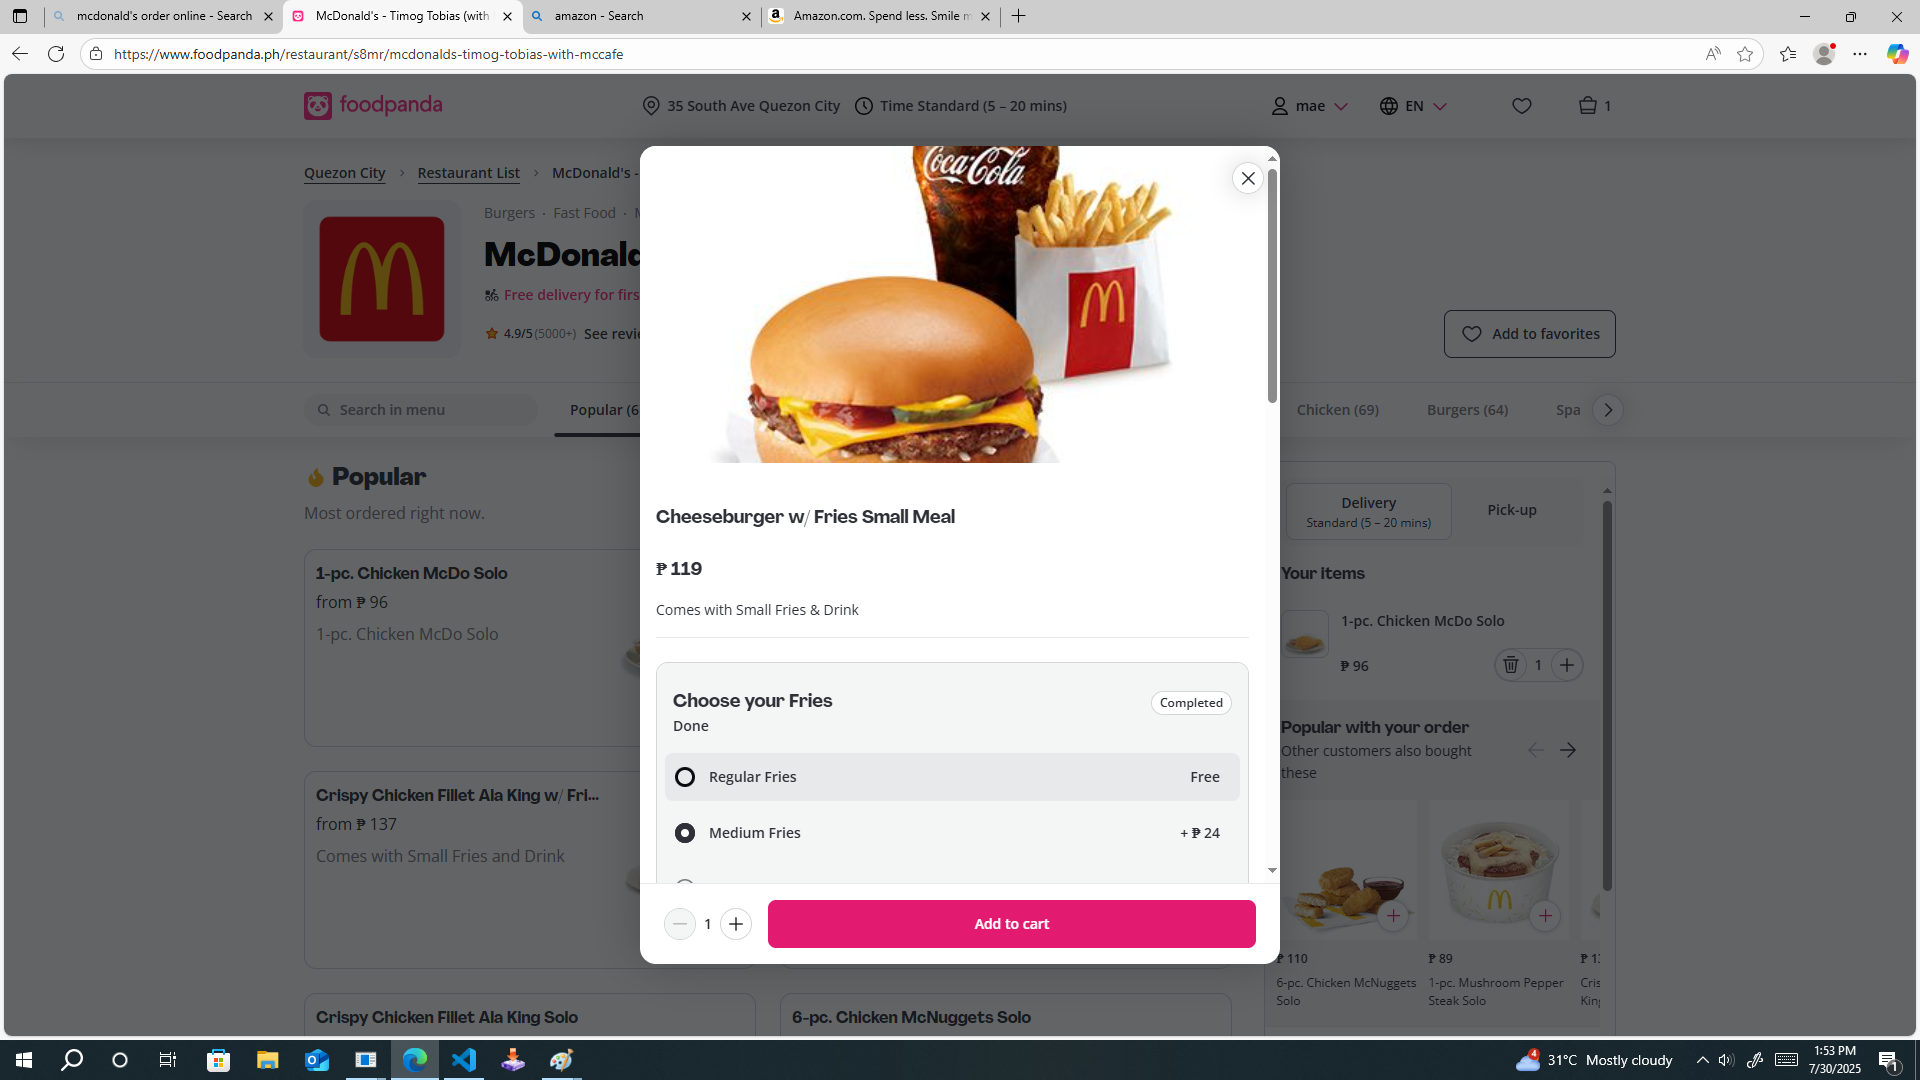 mcdonald's order online - Search
McDonald's - Timog Tobias (with
amazon - Search
Amazon.com. Spend less. Smile m
https://www.foodpanda.ph/restaurant/s8mr/mcdonalds-timog-tobias-with-mccafe
foodpanda
35 South Ave Quezon City
Time Standard (5 – 20 mins)
mae
EN
1
Quezon City
Restaurant List
McDonald's -
Burgers · Fast Food ·
McDonald
Free delivery for firs
4.9/5 (5000+)
See revie
Add to favorites
Search in menu
Popular (6
Chicken (69)
Burgers (64)
Spa
Popular
Most ordered right now.
1-pc. Chicken McDo Solo
from ₱ 96
1-pc. Chicken McDo Solo
Crispy Chicken Fillet Ala King w/ Fri...
from ₱ 137
Comes with Small Fries and Drink
Crispy Chicken Fillet Ala King Solo
6-pc. Chicken McNuggets Solo
Coca-Cola
Cheeseburger w/ Fries Small Meal
₱ 119
Comes with Small Fries & Drink
Choose your Fries
Completed
Done
Regular Fries
Free
Medium Fries
+ ₱ 24
1
Add to cart
Delivery
Standard (5 – 20 mins)
Pick-up
Your items
1-pc. Chicken McDo Solo
₱ 96
1
Popular with your order
Other customers also bought
these
₱ 110
6-pc. Chicken McNuggets
Solo
₱ 89
1-pc. Mushroom Pepper
Steak Solo
₱ 13
Cris
King
4
31°C Mostly cloudy
1:53 PM
7/30/2025
1